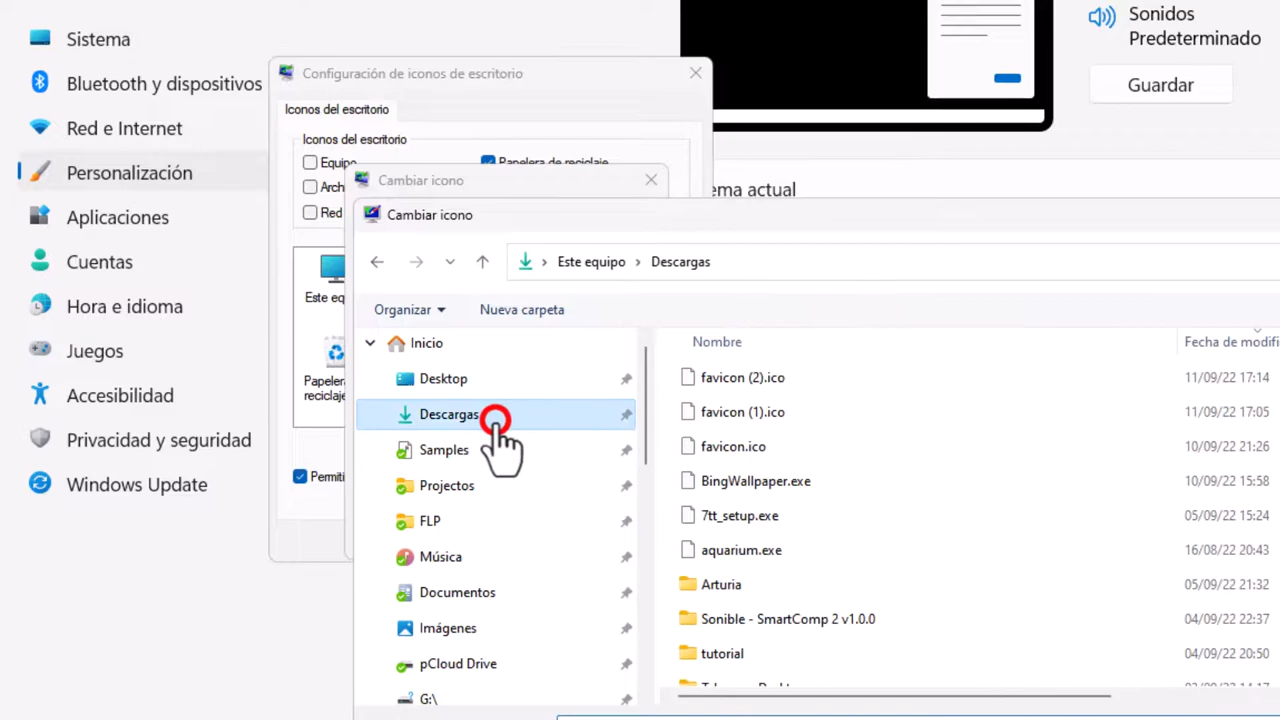 Sistema
Bluetooth y dispositivos
Red e Internet
Personalización
Aplicaciones
Cuentas
Hora e idioma
Juegos
Accesibilidad
Privacidad y seguridad
Windows Update
Sonidos
Predeterminado
Guardar
ema actual
Configuración de iconos de escritorio
Iconos del escritorio
Iconos del escritorio
Equipo
Papelera de reciclaje
Arch
Red
Este eq
Papelera
reciclaje
Permiti
Cambiar icono
Cambiar icono
Este equipo > Descargas
Organizar
Nueva carpeta
Inicio
Desktop
Descargas
Samples
Projectos
FLP
Música
Documentos
Imágenes
pCloud Drive
G:\
Nombre Fecha de modifi
favicon (2).ico 11/09/22 17:14
favicon (1).ico 11/09/22 17:05
favicon.ico 10/09/22 21:26
BingWallpaper.exe 10/09/22 15:58
7tt_setup.exe 05/09/22 15:24
aquarium.exe 16/08/22 20:43
Arturia 05/09/22 21:32
Sonible - SmartComp 2 v1.0.0 04/09/22 22:37
tutorial 04/09/22 20:50